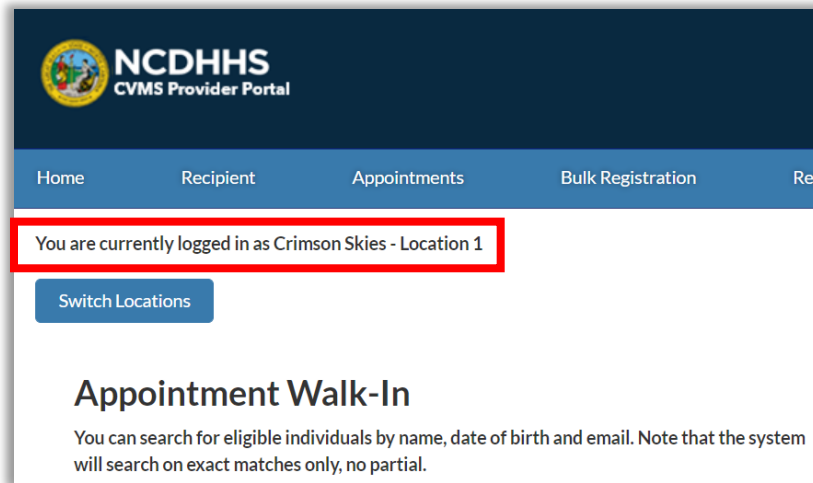 NCDHHS
CVMS Provider Portal
Home Recipient Appointments Bulk Registration Re
You are currently logged in as Crimson Skies - Location 1
Switch Locations
Appointment Walk-In
You can search for eligible individuals by name, date of birth and email. Note that the system
will search on exact matches only, no partial.